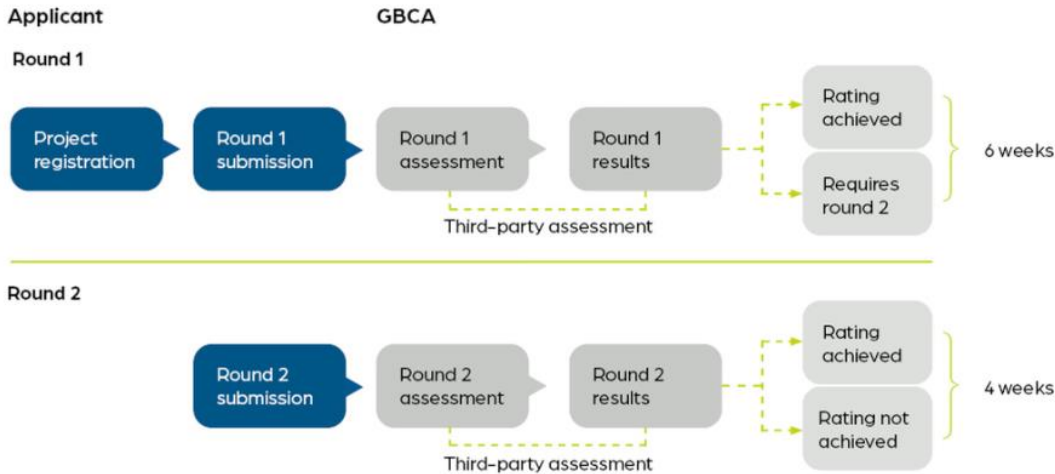 Applicant
GBCA
Round 1
Project
registration
Round 1
submission
Round 1
assessment
Round 1
results
Rating
achieved
Requires
round 2
6 weeks
Third-party assessment
Round 2
Round 2
submission
Round 2
assessment
Round 2
results
Rating
achieved
Rating not
achieved
4 weeks
Third-party assessment